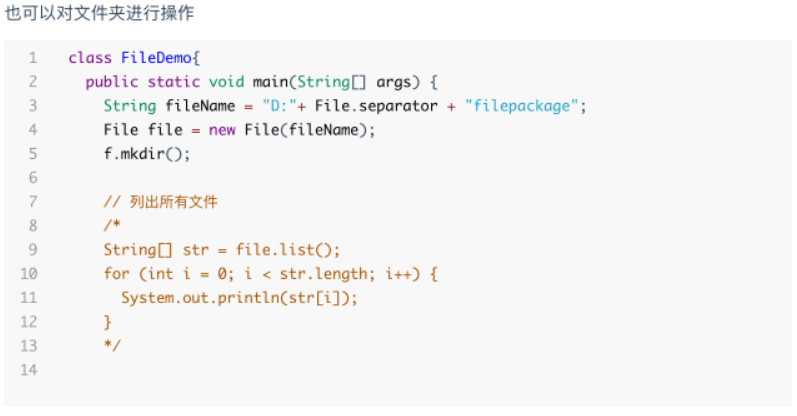 也可以对文件夹进行操作
1 class FileDemo{
2 public static void main(String[] args) {
3 String fileName = "D:"+ File.separator + "filepackage";
4 File file = new File(fileName);
5 f.mkdir();
6
7 // 列出所有文件
8 /*
9 String[] str = file.list();
10 for (int i = 0; i < str.length; i++) {
11 System.out.println(str[i]);
12 }
13 */
14